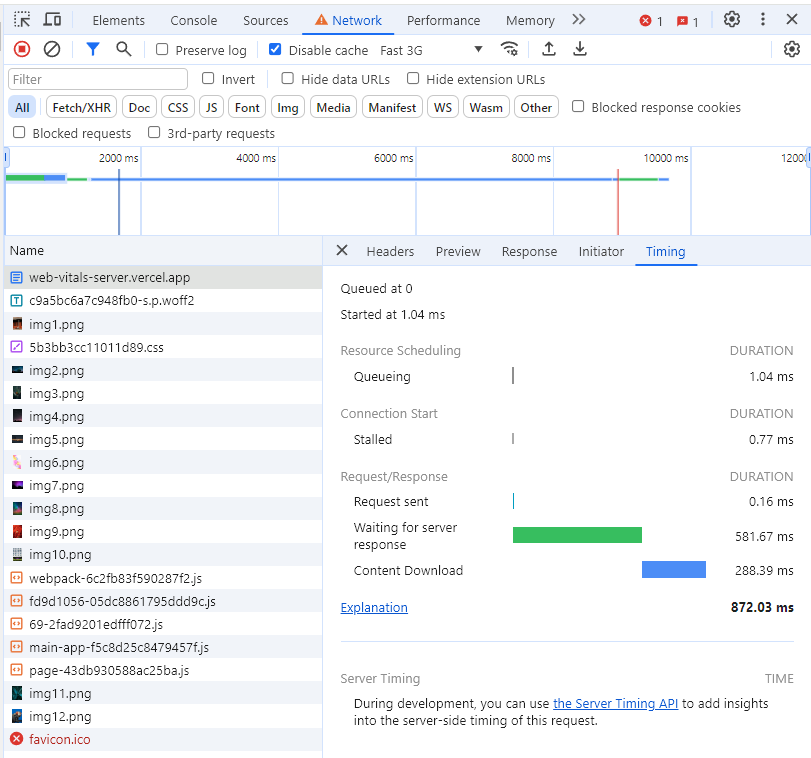 Elements Console Sources Network Performance Memory 1 1
Preserve log Disable cache Fast 3G
Filter Invert Hide data URLs Hide extension URLs
All Fetch/XHR Doc CSS JS Font Img Media Manifest WS Wasm Other Blocked response cookies
Blocked requests 3rd-party requests
2000 ms 4000 ms 6000 ms 8000 ms 10000 ms 12000
Name
web-vitals-server.vercel.app
c9a5bc6a7c948fb0-s.p.woff2
img1.png
5b3bb3cc11011d89.css
img2.png
img3.png
img4.png
img5.png
img6.png
img7.png
img8.png
img9.png
img10.png
webpack-6c2fb83f590287f2.js
fd9d1056-05dc8861795ddd9c.js
69-2fad9201edfff072.js
main-app-f5c8d25c8479457f.js
page-43db930588ac25ba.js
img11.png
img12.png
favicon.ico
Headers Preview Response Initiator Timing
Queued at 0
Started at 1.04 ms
Resource Scheduling DURATION
Queueing 1.04 ms
Connection Start DURATION
Stalled 0.77 ms
Request/Response DURATION
Request sent 0.16 ms
Waiting for server
response 581.67 ms
Content Download 288.39 ms
Explanation 872.03 ms
Server Timing TIME
During development, you can use the Server Timing API to add insights
into the server-side timing of this request.